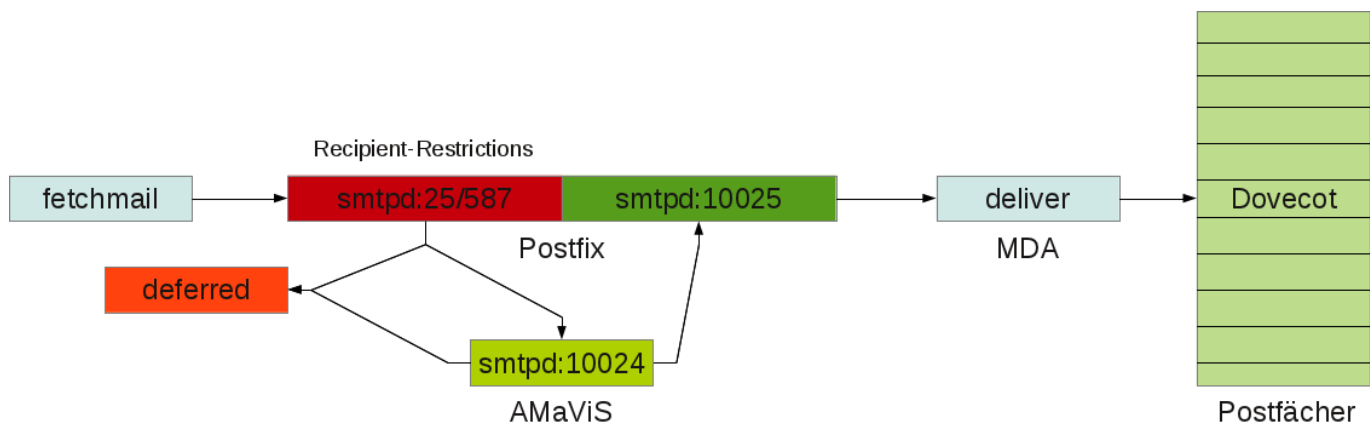 Recipient-Restrictions
fetchmail
smtpd:25/587
smtpd:10025
deliver
Dovecot
Postfix
MDA
deferred
smtpd:10024
AMaViS
Postfächer